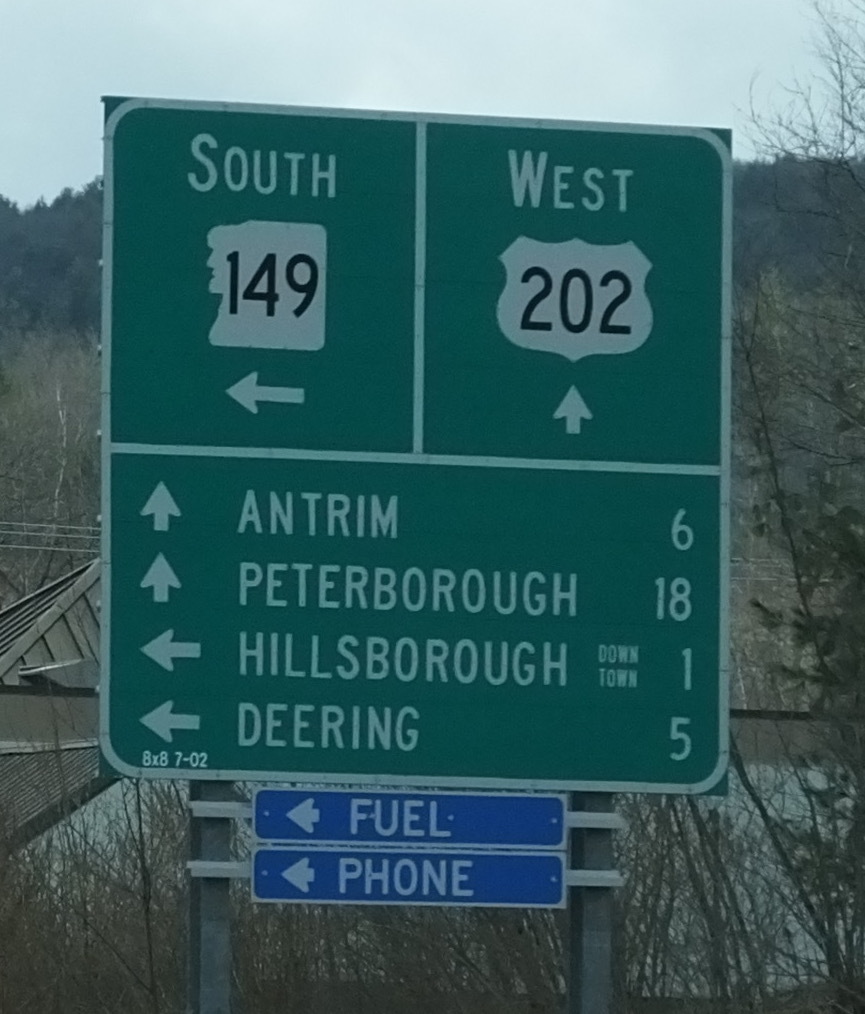 SOUTH WEST
149 202
ANTRIM 6
PETERBOROUGH 18
HILLSBOROUGH DOWN TOWN 1
DEERING 5
8x8 7-02
FUEL
PHONE